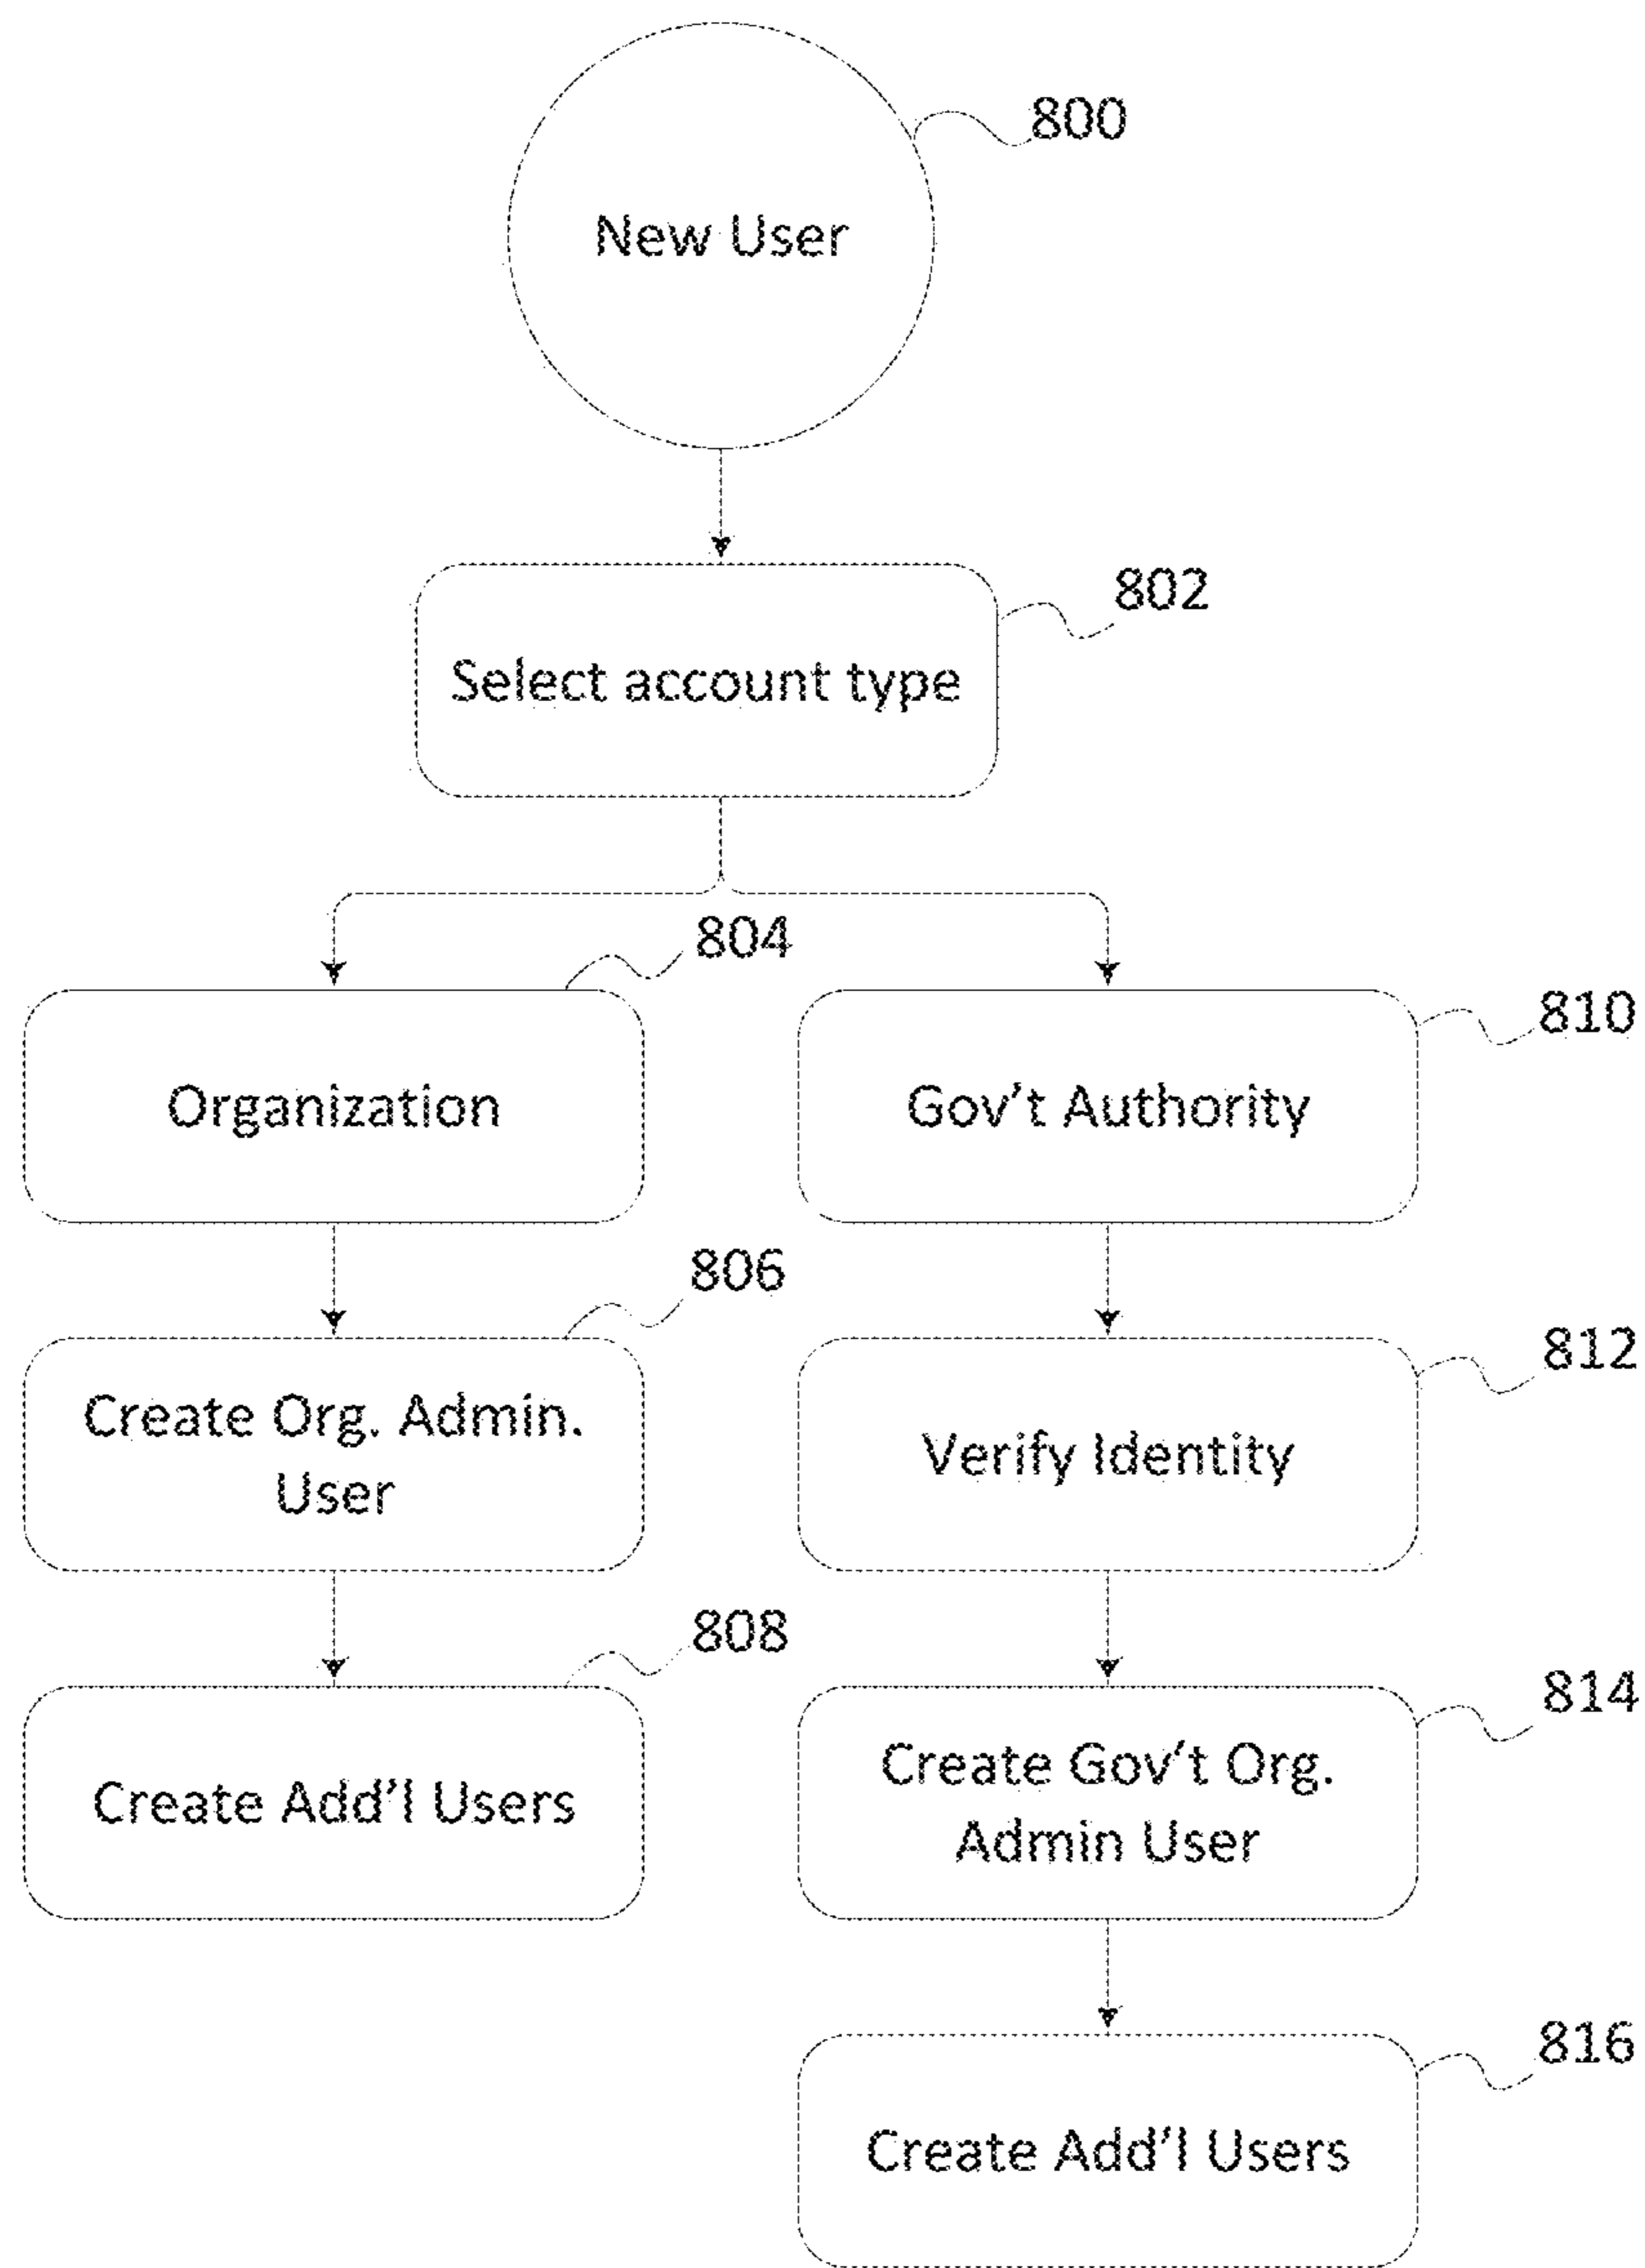 800
New User
802
Select account type
804
Organization
810
Gov't Authority
806
Create Org. Admin.
User
812
Verify Identity
808
Create Add'l Users
814
Create Gov't Org.
Admin User
816
Create Add'l Users